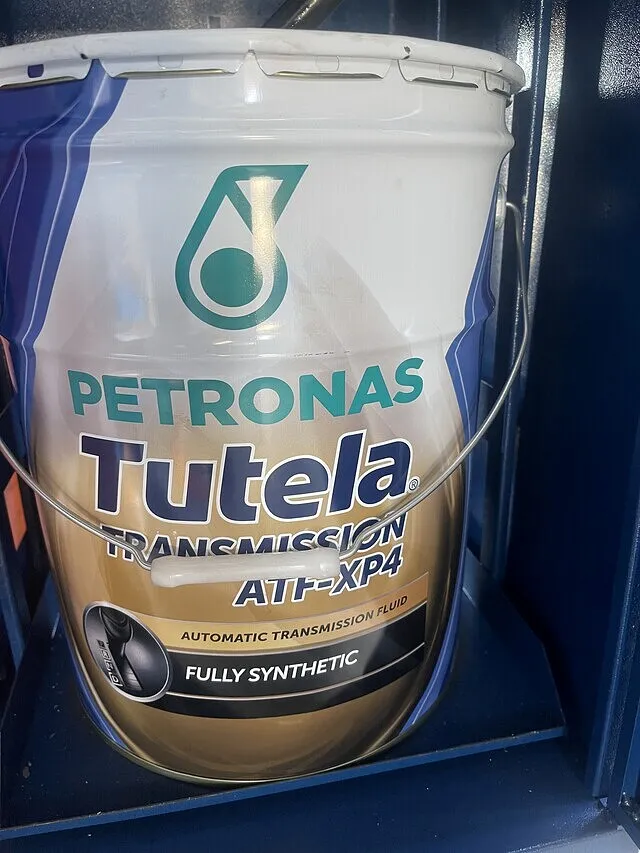 PETRONAS
Tutela®
TRANSMISSION
ATF-XP4
AUTOMATIC TRANSMISSION FLUID
FULLY SYNTHETIC